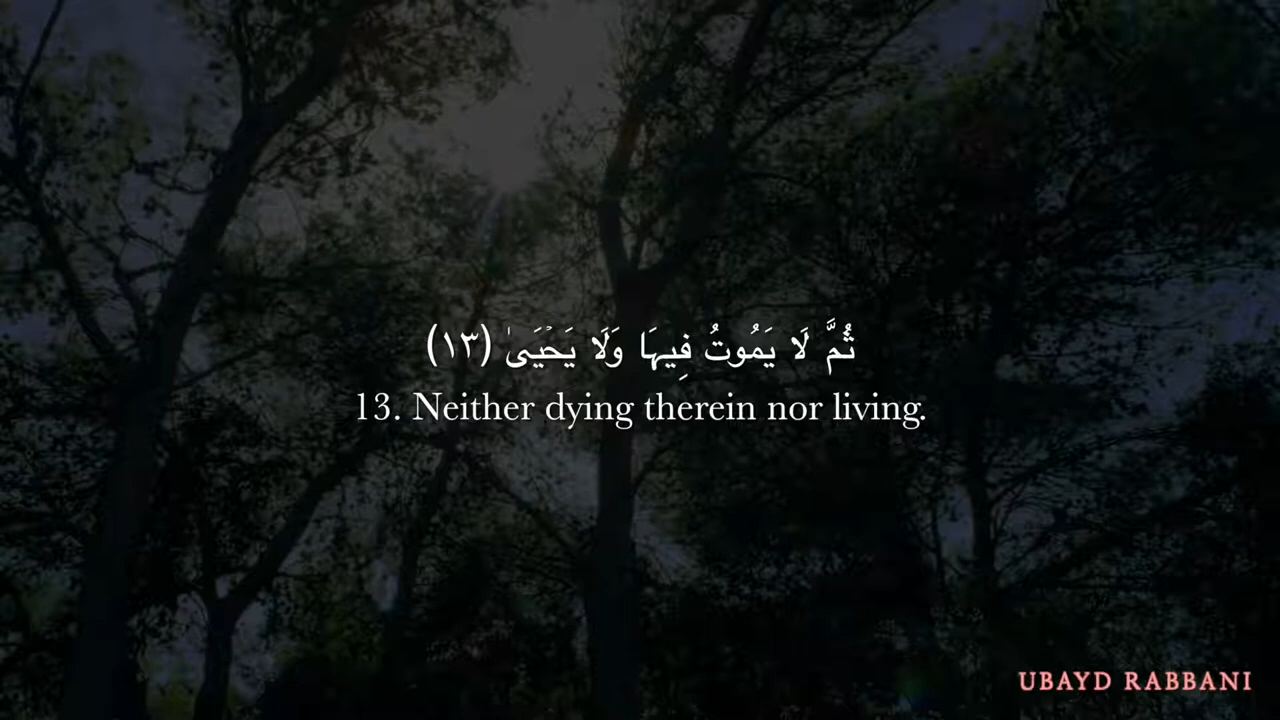 ثُمَّ لَا يَمُوتُ فِيهَا وَلَا يَحْيَىٰ (١٣)
13. Neither dying therein nor living.
UBAYD RABBANI